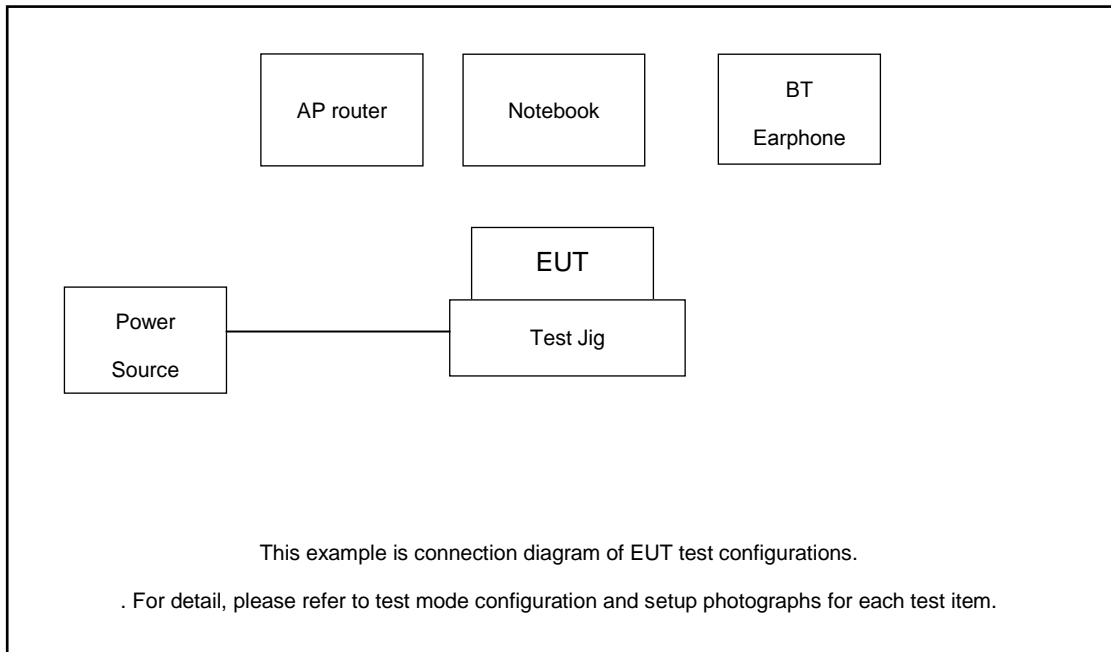 AP router
Notebook
BT
Earphone
EUT
Power
Source
Test Jig
This example is connection diagram of EUT test configurations.
. For detail, please refer to test mode configuration and setup photographs for each test item.